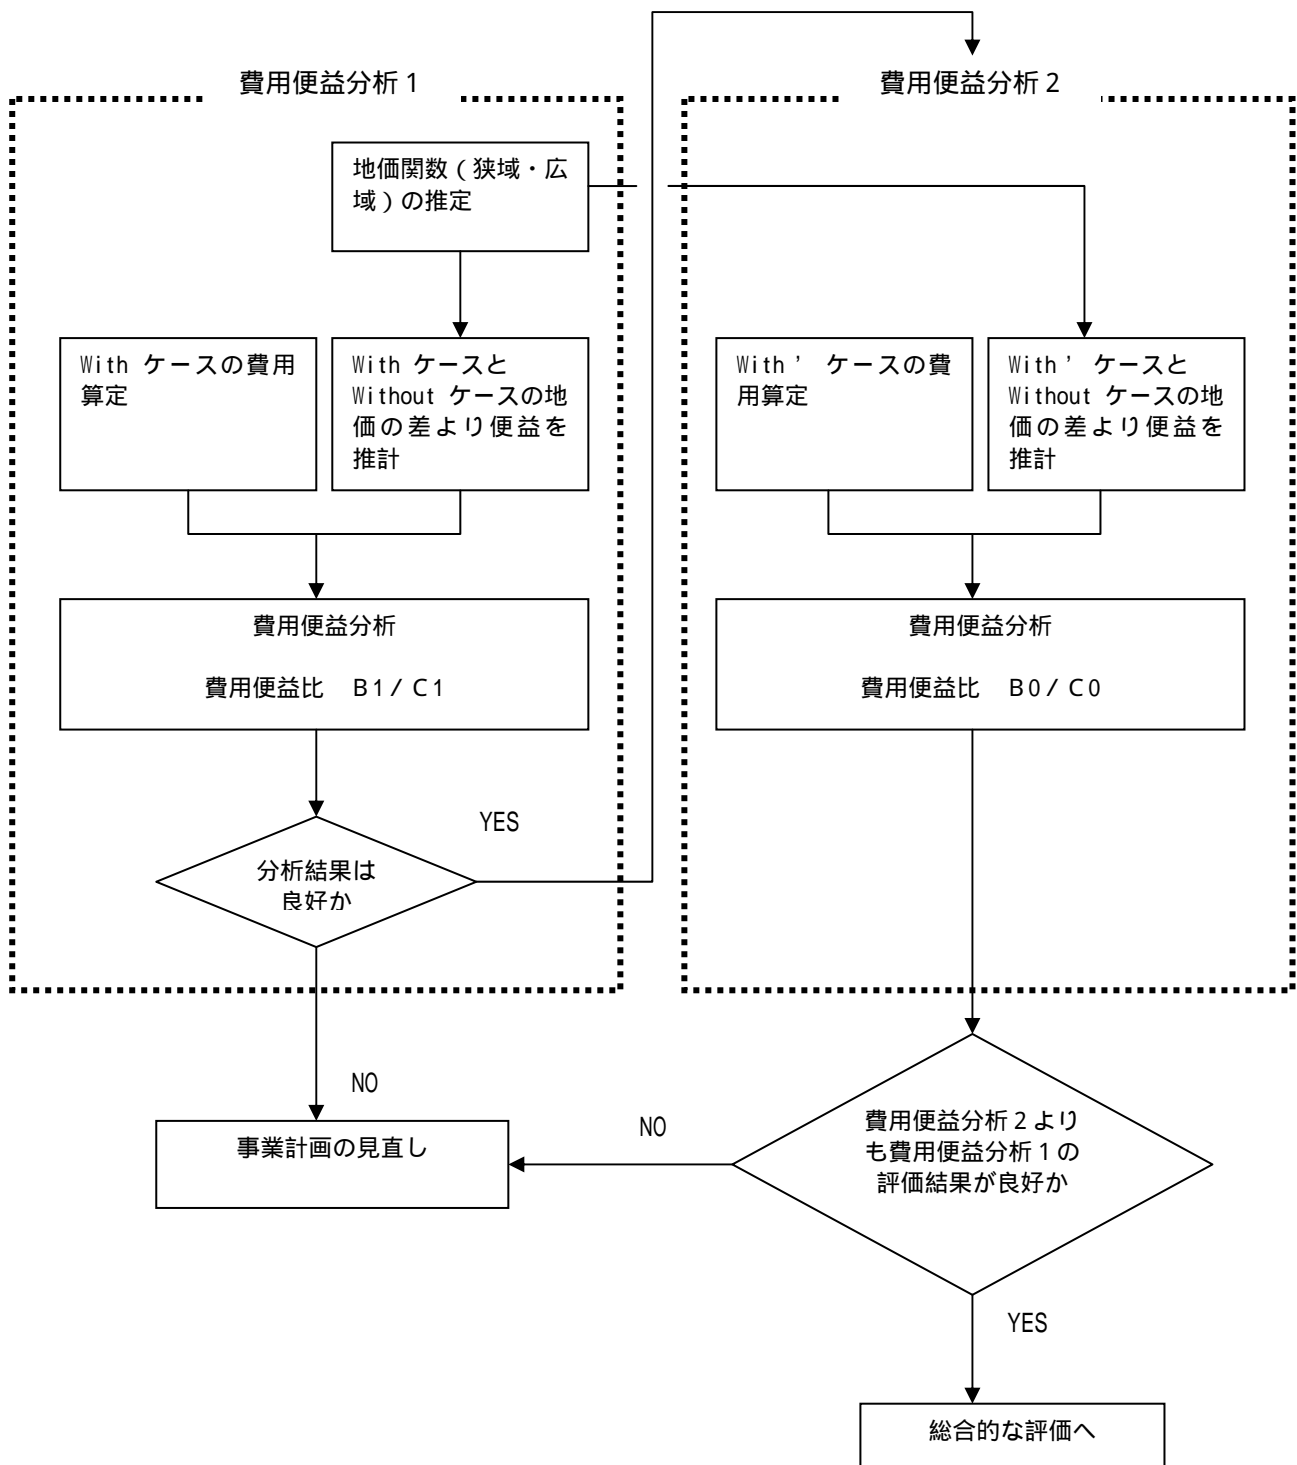 費用便益分析1
費用便益分析2
地価関数(狭域・広
域)の推定
With ケースの費用
算定
With ケースと
Without ケースの地
価の差より便益を
推計
With’ ケースの費
用算定
With’ ケースと
Without ケースの地
価の差より便益を
推計
費用便益分析
費用便益比 B1/C1
費用便益分析
費用便益比 B0/C0
YES
分析結果は
良好か
NO
事業計画の見直し
NO
費用便益分析2より
も費用便益分析1の
評価結果が良好か
YES
総合的な評価へ